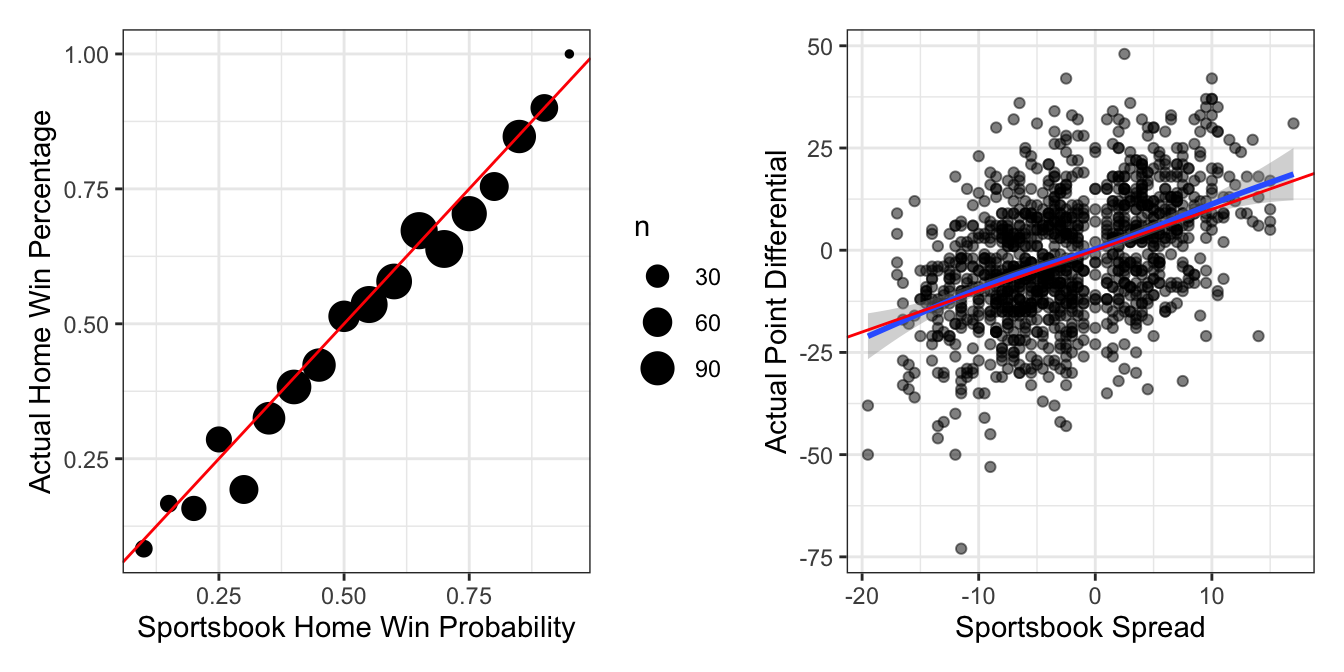 Actual Home Win Percentage
1.00
0.75
0.50
0.25
0.25 0.50 0.75
Sportsbook Home Win Probability
n
30
60
90
Actual Point Differential
50
25
0
-25
-50
-75
-20 -10 0 10
Sportsbook Spread